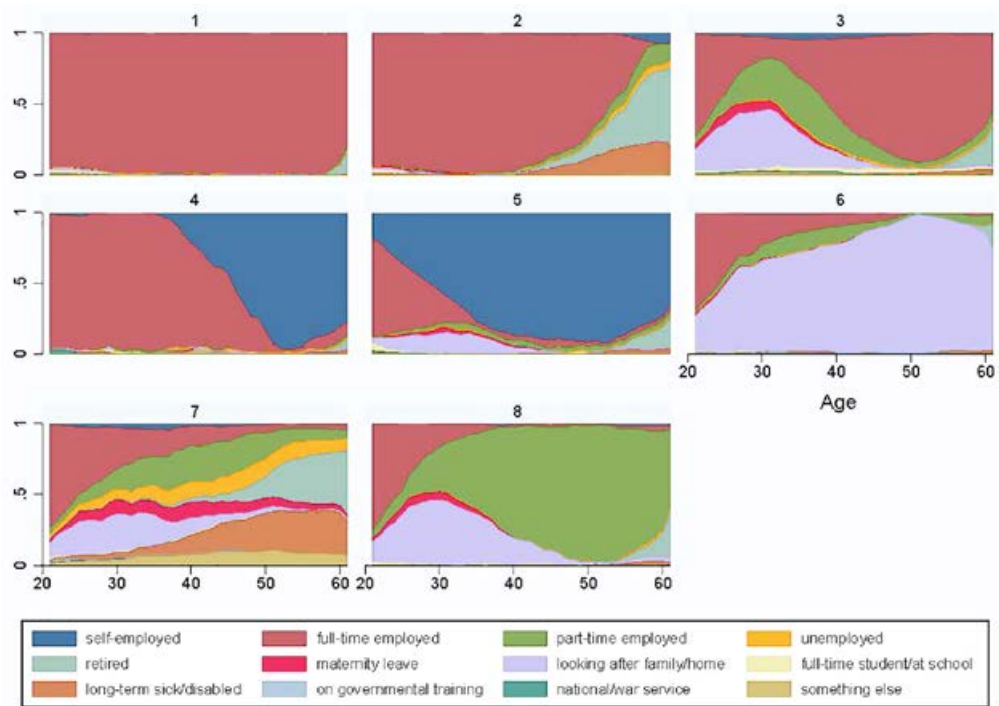 1 2 3
1
.5
0
4 5 6
1
.5
0
20 30 40 50 60
Age
7 8
1
.5
0
20 30 40 50 60 20 30 40 50 60
self-employed full-time employed part-time employed unemployed
retired maternity leave looking after family/home full-time student/at school
long-term sick/disabled on governmental training national/war service something else